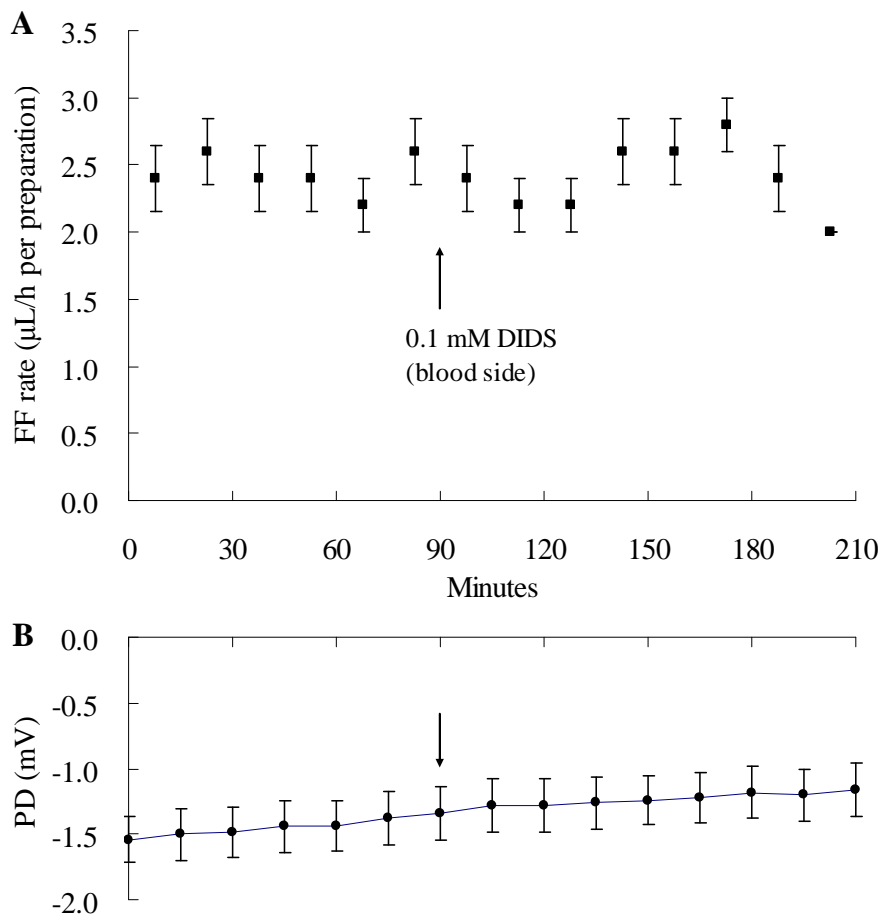 A
3.5
3.0
2.5
2.0
1.5
1.0
0.5
0.0
FF rate (µL/h per preparation)
0.1 mM DIDS
(blood side)
0 30 60 90 120 150 180 210
Minutes
B
0.0
-0.5
-1.0
-1.5
-2.0
PD (mV)